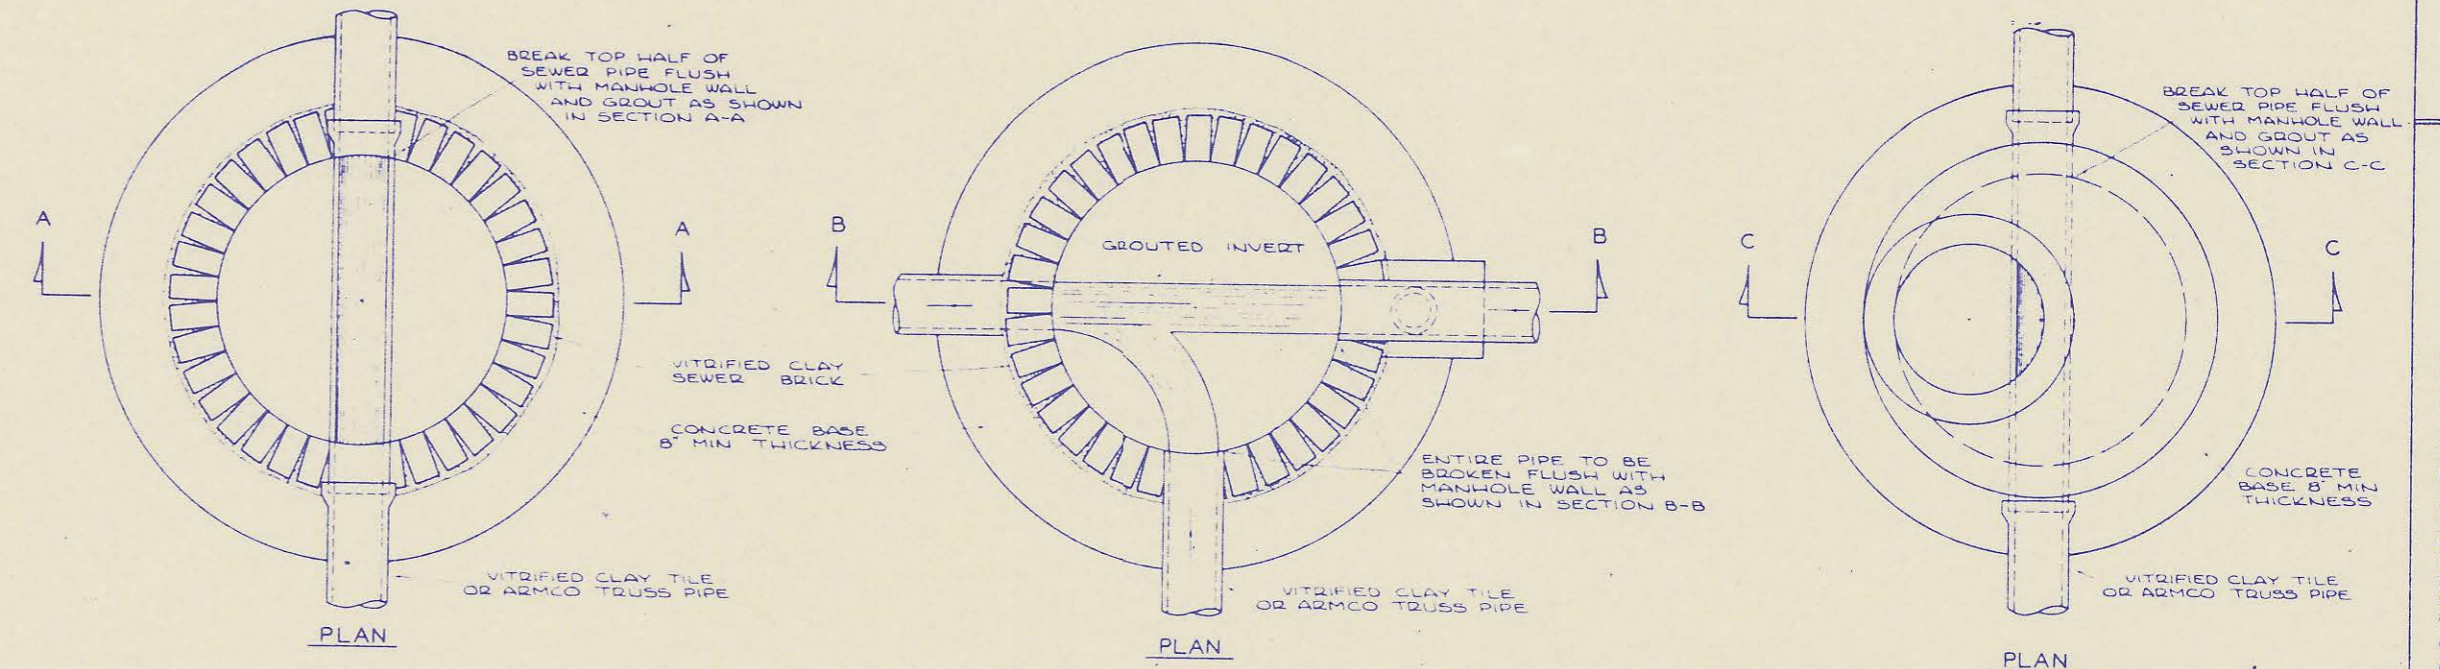 BREAK TOP HALF OF
SEWER PIPE FLUSH
WITH MANHOLE WALL
AND GROUT AS SHOWN
IN SECTION A-A
A
A
VITRIFIED CLAY
SEWER BRICK
CONCRETE BASE
8" MIN THICKNESS
VITRIFIED CLAY TILE
OR ARMCO TRUSS PIPE
PLAN
B
B
GROUTED INVERT
ENTIRE PIPE TO BE
BROKEN FLUSH WITH
MANHOLE WALL AS
SHOWN IN SECTION B-B
VITRIFIED CLAY TILE
OR ARMCO TRUSS PIPE
PLAN
BREAK TOP HALF OF
SEWER PIPE FLUSH
WITH MANHOLE WALL
AND GROUT AS
SHOWN IN
SECTION C-C
C
C
CONCRETE
BASE 8" MIN
THICKNESS
VITRIFIED CLAY TILE
OR ARMCO TRUSS PIPE
PLAN